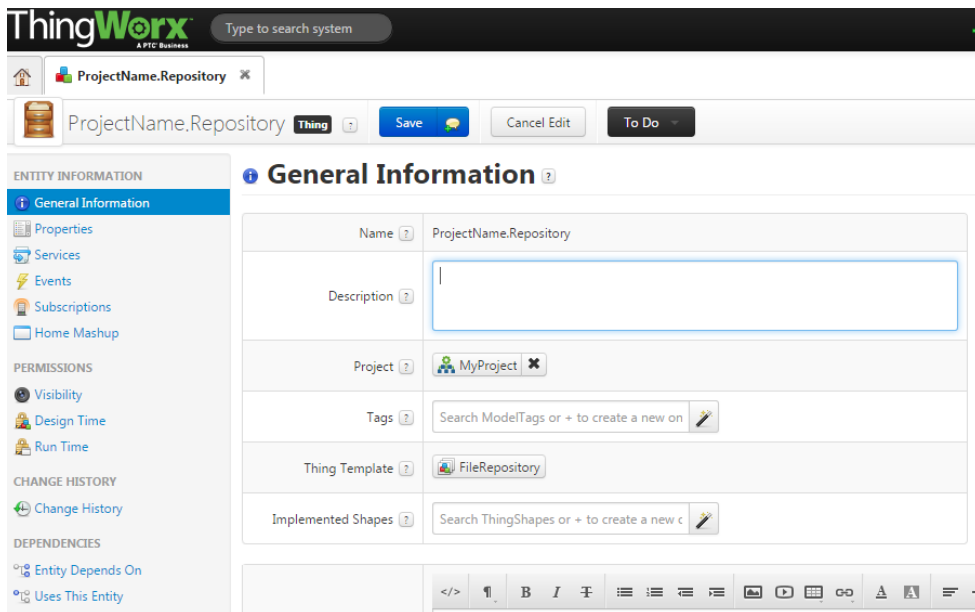 ThingWorx
A PTC Business
Type to search system
ProjectName.Repository
ProjectName.Repository Thing ? Save Cancel Edit To Do
ENTITY INFORMATION
General Information
Properties
Services
Events
Subscriptions
Home Mashup
PERMISSIONS
Visibility
Design Time
Run Time
CHANGE HISTORY
Change History
DEPENDENCIES
Entity Depends On
Uses This Entity
General Information ?
Name ? ProjectName.Repository
Description ?
Project ? MyProject
Tags ? Search ModelTags or + to create a new on
Thing Template ? FileRepository
Implemented Shapes ? Search ThingShapes or + to create a new c
</> ¶ B I T A A